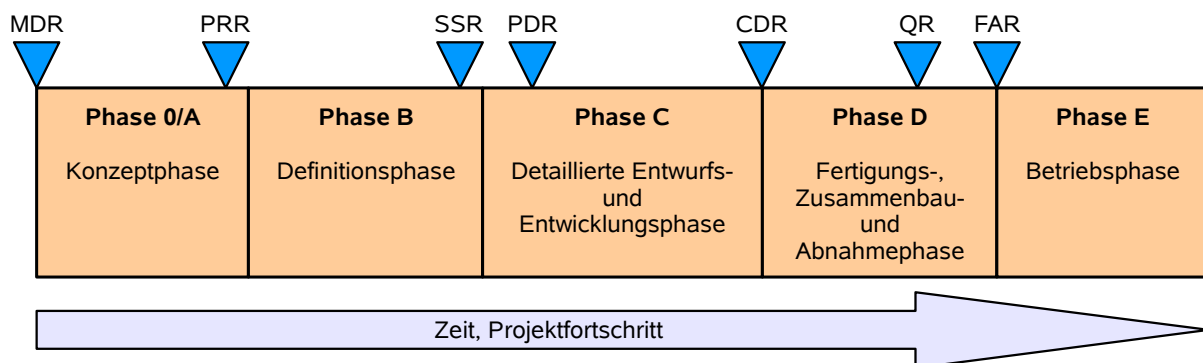 MDR PRR SSR PDR CDR QR FAR
Phase 0/A
Konzeptphase
Phase B
Definitionsphase
Phase C
Detaillierte Entwurfs-
und
Entwicklungsphase
Phase D
Fertigungs-,
Zusammenbau-
und
Abnahmephase
Phase E
Betriebsphase
Zeit, Projektfortschritt